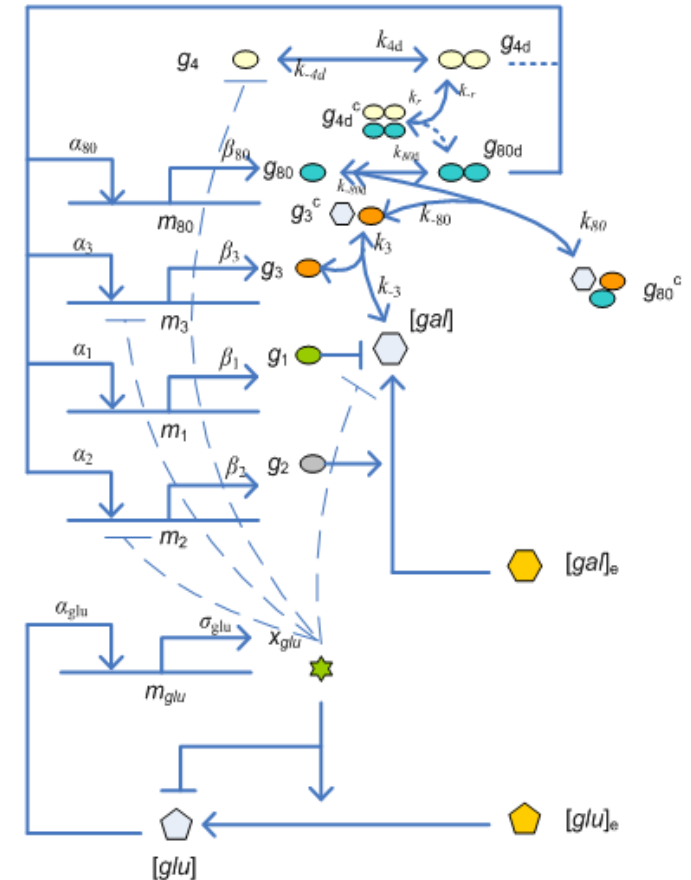 g4 k4d g4d
k-4d
kr k-r
g4d^c
α80 β80 g80 k80d g80d
k-80d
m80 g3^c k-80 k80
α3 β3 g3 k3
g80^c
k-3
m3 [gal]
α1 β1 g1
m1
α2 β2 g2
m2
[gal]e
αglu σglu xglu
mglu
[glu]e
[glu]